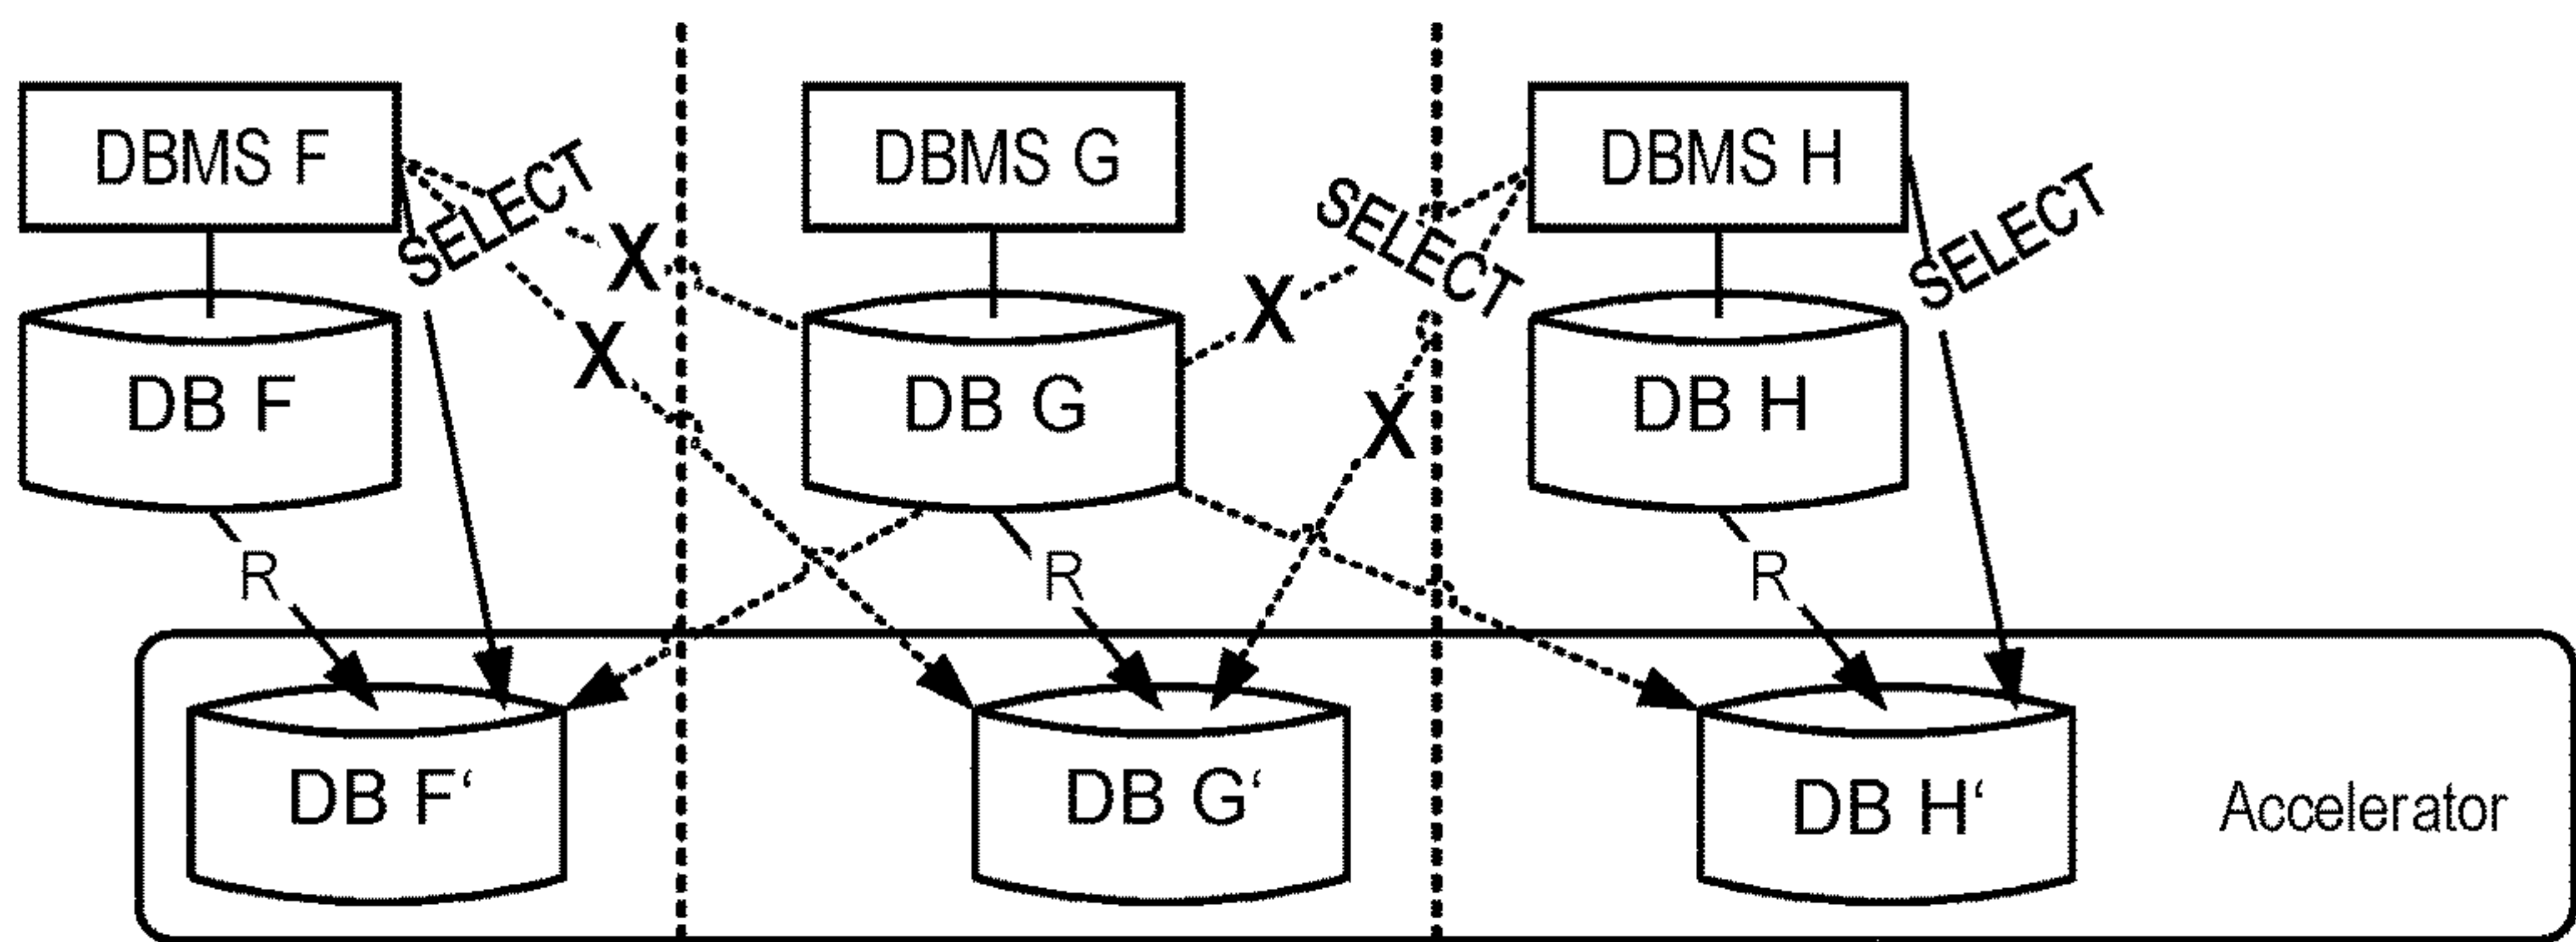 DBMS F
DBMS G
DBMS H
SELECT
SELECT
SELECT
X
X
X
X
DB F
DB G
DB H
R
R
R
DB F‘
DB G‘
DB H‘
Accelerator